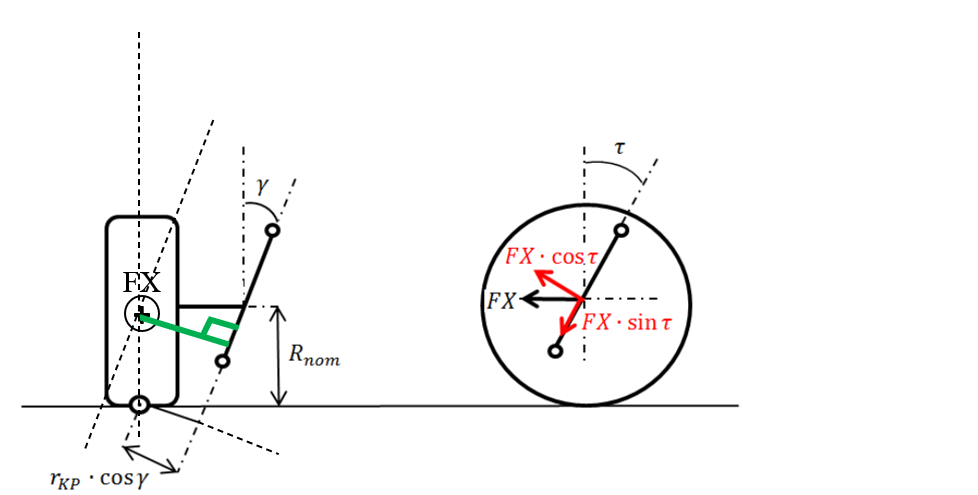 τ
γ
FX · cos τ
FX
FX
FX · sin τ
R_nom
r_KP · cos γ